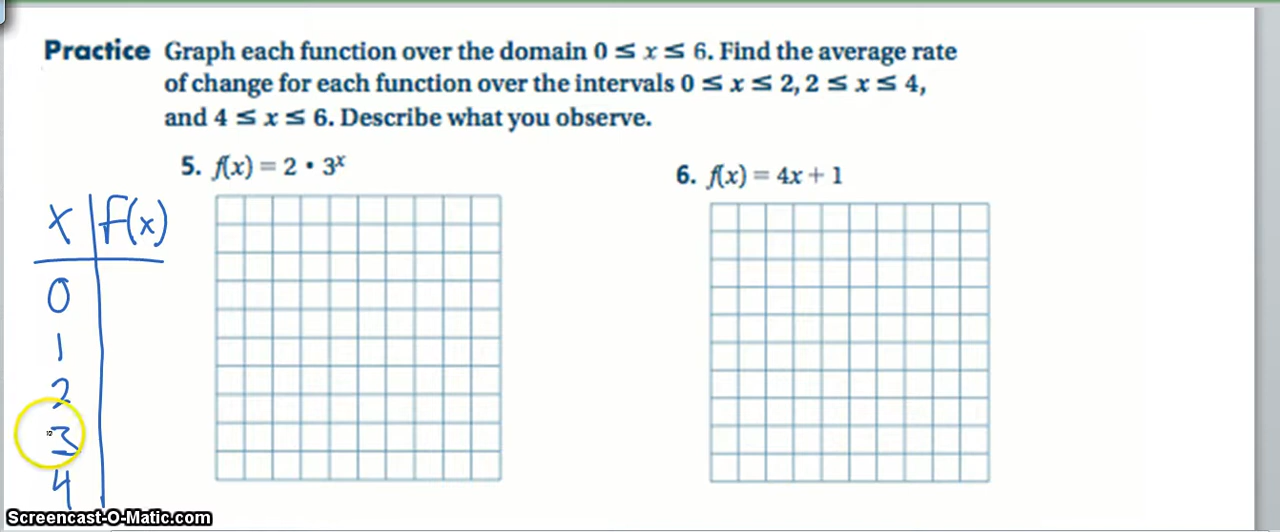 Practice Graph each function over the domain 0 ≤ x ≤ 6. Find the average rate
of change for each function over the intervals 0 ≤ x ≤ 2, 2 ≤ x ≤ 4,
and 4 ≤ x ≤ 6. Describe what you observe.
5. f(x) = 2 • 3ˣ
6. f(x) = 4x + 1
x f(x)
0
1
2
3
4
Screencast-O-Matic.com